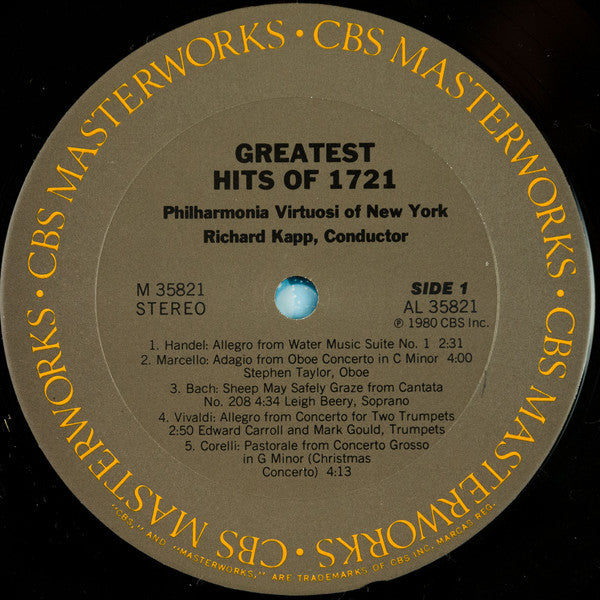 CBS MASTERWORKS • CBS MASTERWORKS • CBS MASTERWORKS • CBS MASTERWORKS •
GREATEST
HITS OF 1721
Philharmonia Virtuosi of New York
Richard Kapp, Conductor
M 35821
STEREO
SIDE 1
AL 35821
℗ 1980 CBS Inc.
1. Handel: Allegro from Water Music Suite No. 1 2:31
2. Marcello: Adagio from Oboe Concerto in C Minor 4:00
Stephen Taylor, Oboe
3. Bach: Sheep May Safely Graze from Cantata
No. 208 4:34 Leigh Beery, Soprano
4. Vivaldi: Allegro from Concerto for Two Trumpets
2:50 Edward Carroll and Mark Gould, Trumpets
5. Corelli: Pastorale from Concerto Grosso
in G Minor (Christmas
Concerto) 4:13
"CBS," AND "MASTERWORKS," ARE TRADEMARKS OF CBS INC. MARCAS REG.